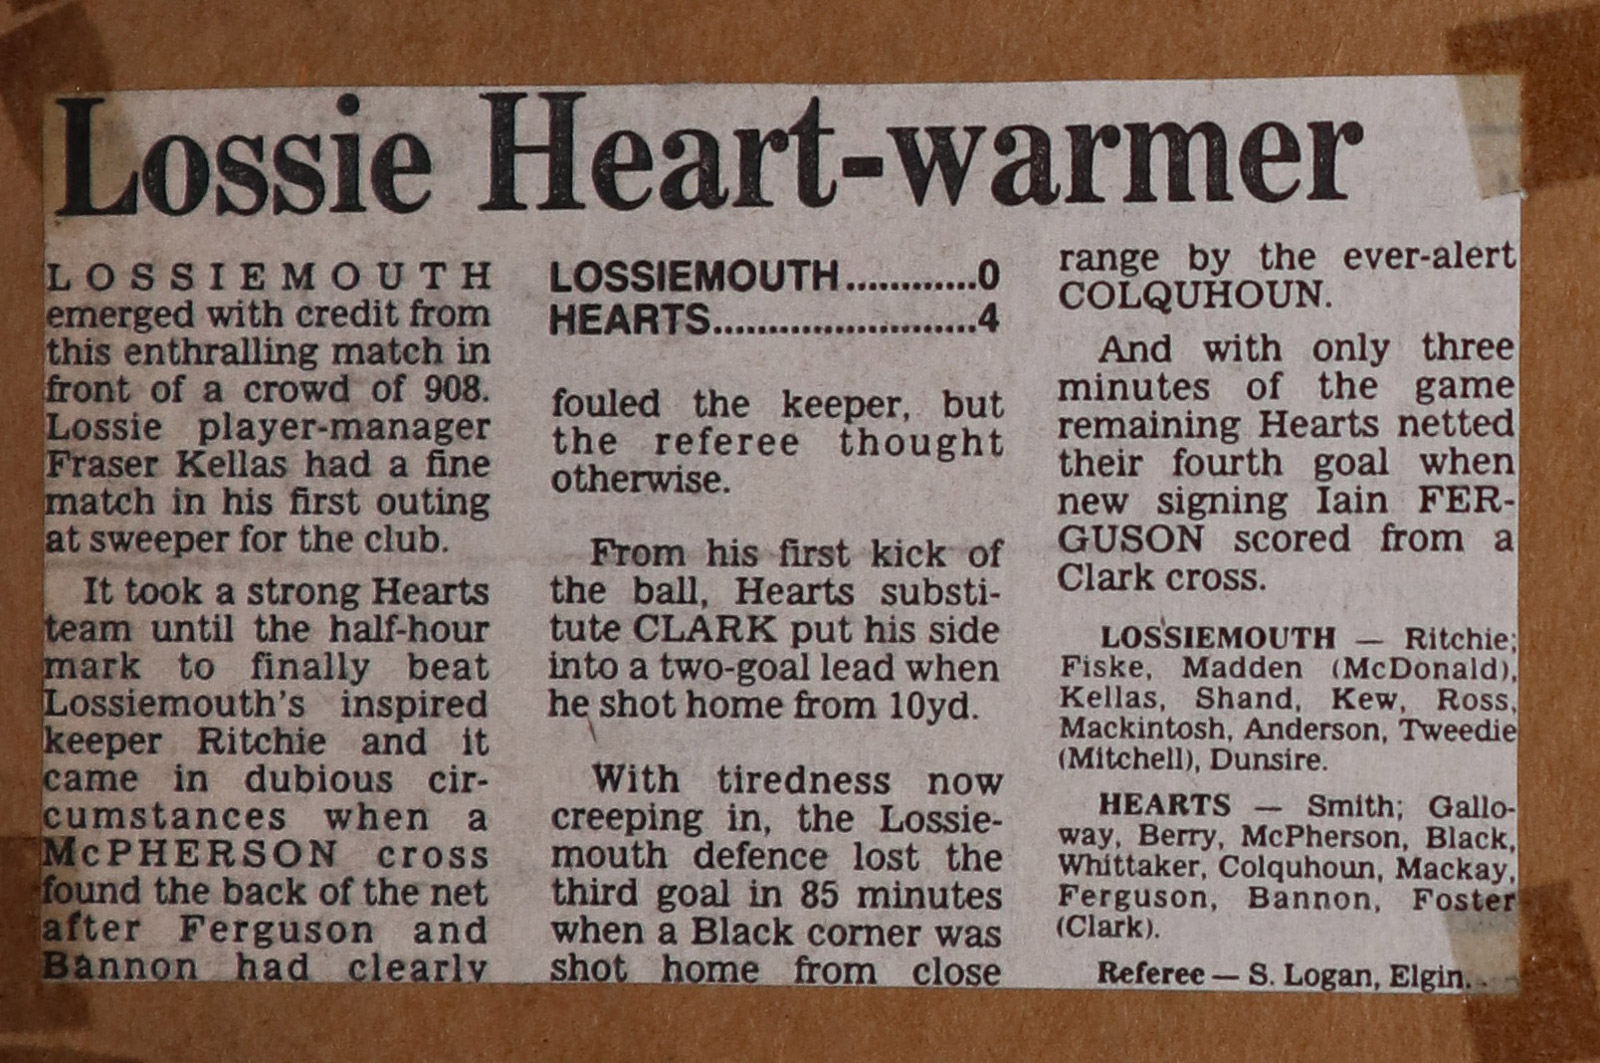 Lossie Heart-warmer
LOSSIEMOUTH
emerged with credit from
this enthralling match in
front of a crowd of 908.
Lossie player-manager
Fraser Kellas had a fine
match in his first outing
at sweeper for the club.
It took a strong Hearts
team until the half-hour
mark to finally beat
Lossiemouth's inspired
keeper Ritchie and it
came in dubious cir-
cumstances when a
McPHERSON cross
found the back of the net
after Ferguson and
Bannon had clearly
LOSSIEMOUTH............0
HEARTS........................4
fouled the keeper, but
the referee thought
otherwise.
From his first kick of
the ball, Hearts substi-
tute CLARK put his side
into a two-goal lead when
he shot home from 10yd.
With tiredness now
creeping in, the Lossie-
mouth defence lost the
third goal in 85 minutes
when a Black corner was
shot home from close
range by the ever-alert
COLQUHOUN.
And with only three
minutes of the game
remaining Hearts netted
their fourth goal when
new signing Iain FER-
GUSON scored from a
Clark cross.
LOSSIEMOUTH — Ritchie;
Fiske, Madden (McDonald),
Kellas, Shand, Kew, Ross,
Mackintosh, Anderson, Tweedie
(Mitchell), Dunsire.
HEARTS — Smith; Gallo-
way, Berry, McPherson, Black,
Whittaker, Colquhoun, Mackay,
Ferguson, Bannon, Foster
(Clark).
Referee — S. Logan, Elgin.